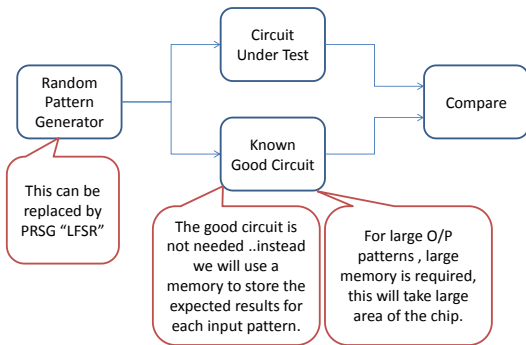 Circuit
Under Test
Random
Pattern
Generator
Compare
Known
Good Circuit
This can be
replaced by
PRSG “LFSR”
The good circuit is
not needed ..instead
we will use a
memory to store the
expected results for
each input pattern.
For large O/P
patterns , large
memory is required,
this will take large
area of the chip.